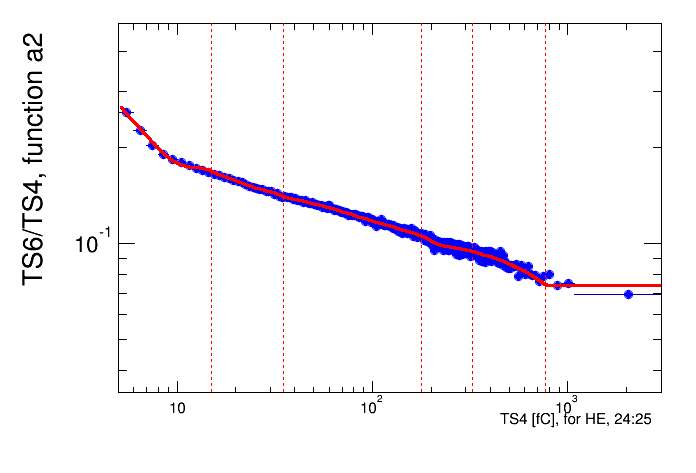 TS6/TS4, function a2
10⁻¹
10
10²
10³
TS4 [fC], for HE, 24:25